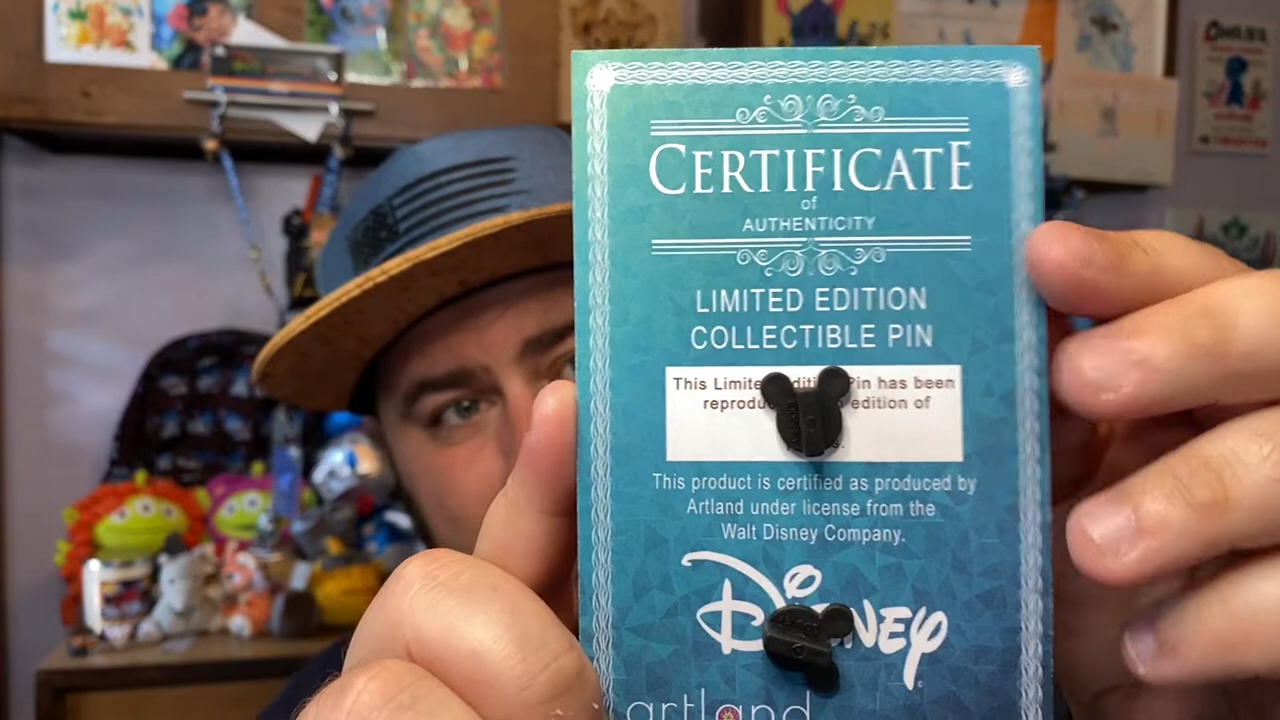 CERTIFICATE
of
AUTHENTICITY
LIMITED EDITION
COLLECTIBLE PIN
This Limite Pin has been
edition of
This product is certified as produced by
Artland under license from the
Walt Disney Company.
Disney
artland